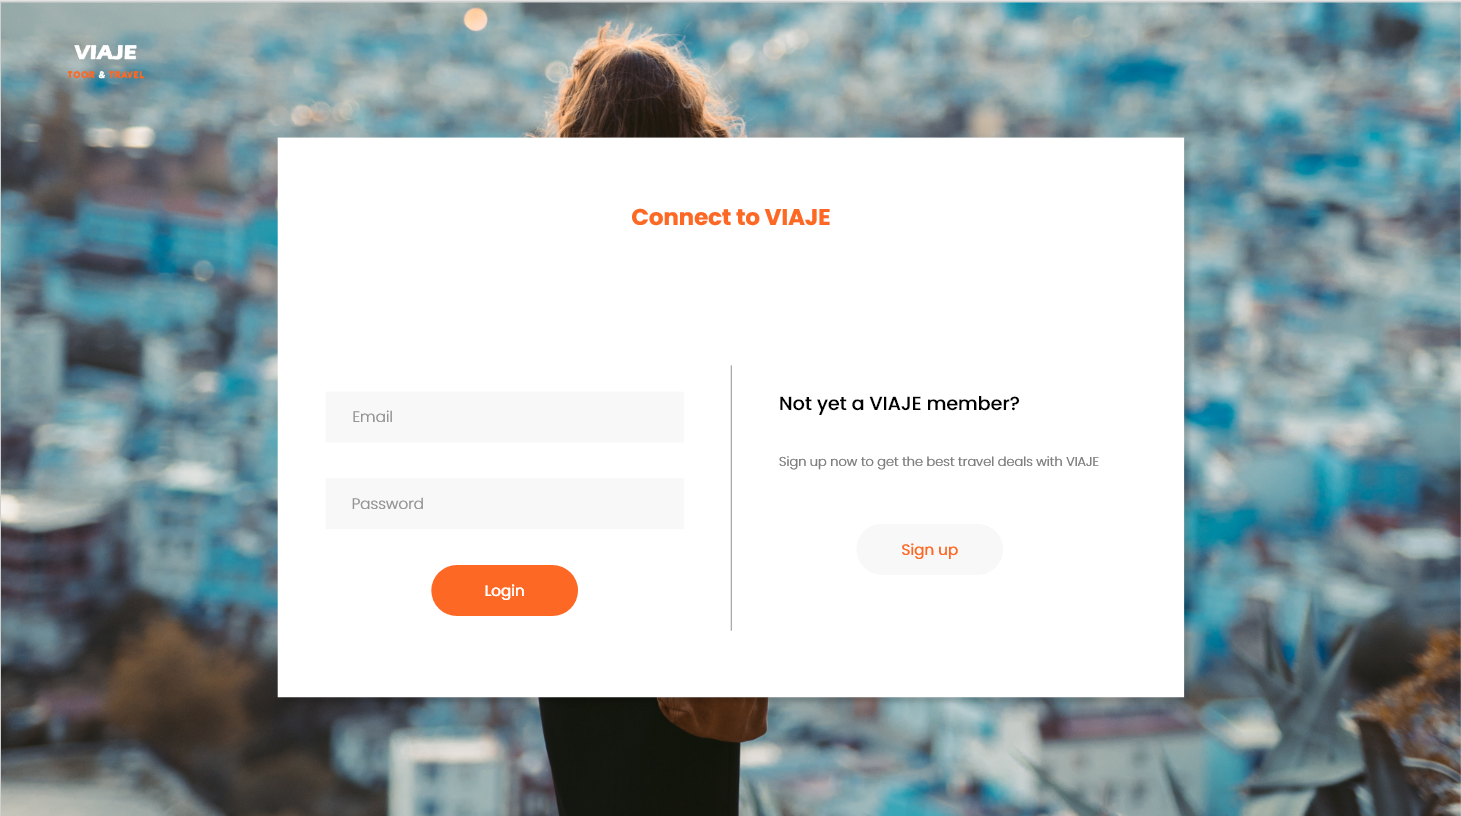 VIAJE
TOOR & TRAVEL
Connect to VIAJE
Email
Password
Login
Not yet a VIAJE member?
Sign up now to get the best travel deals with VIAJE
Sign up